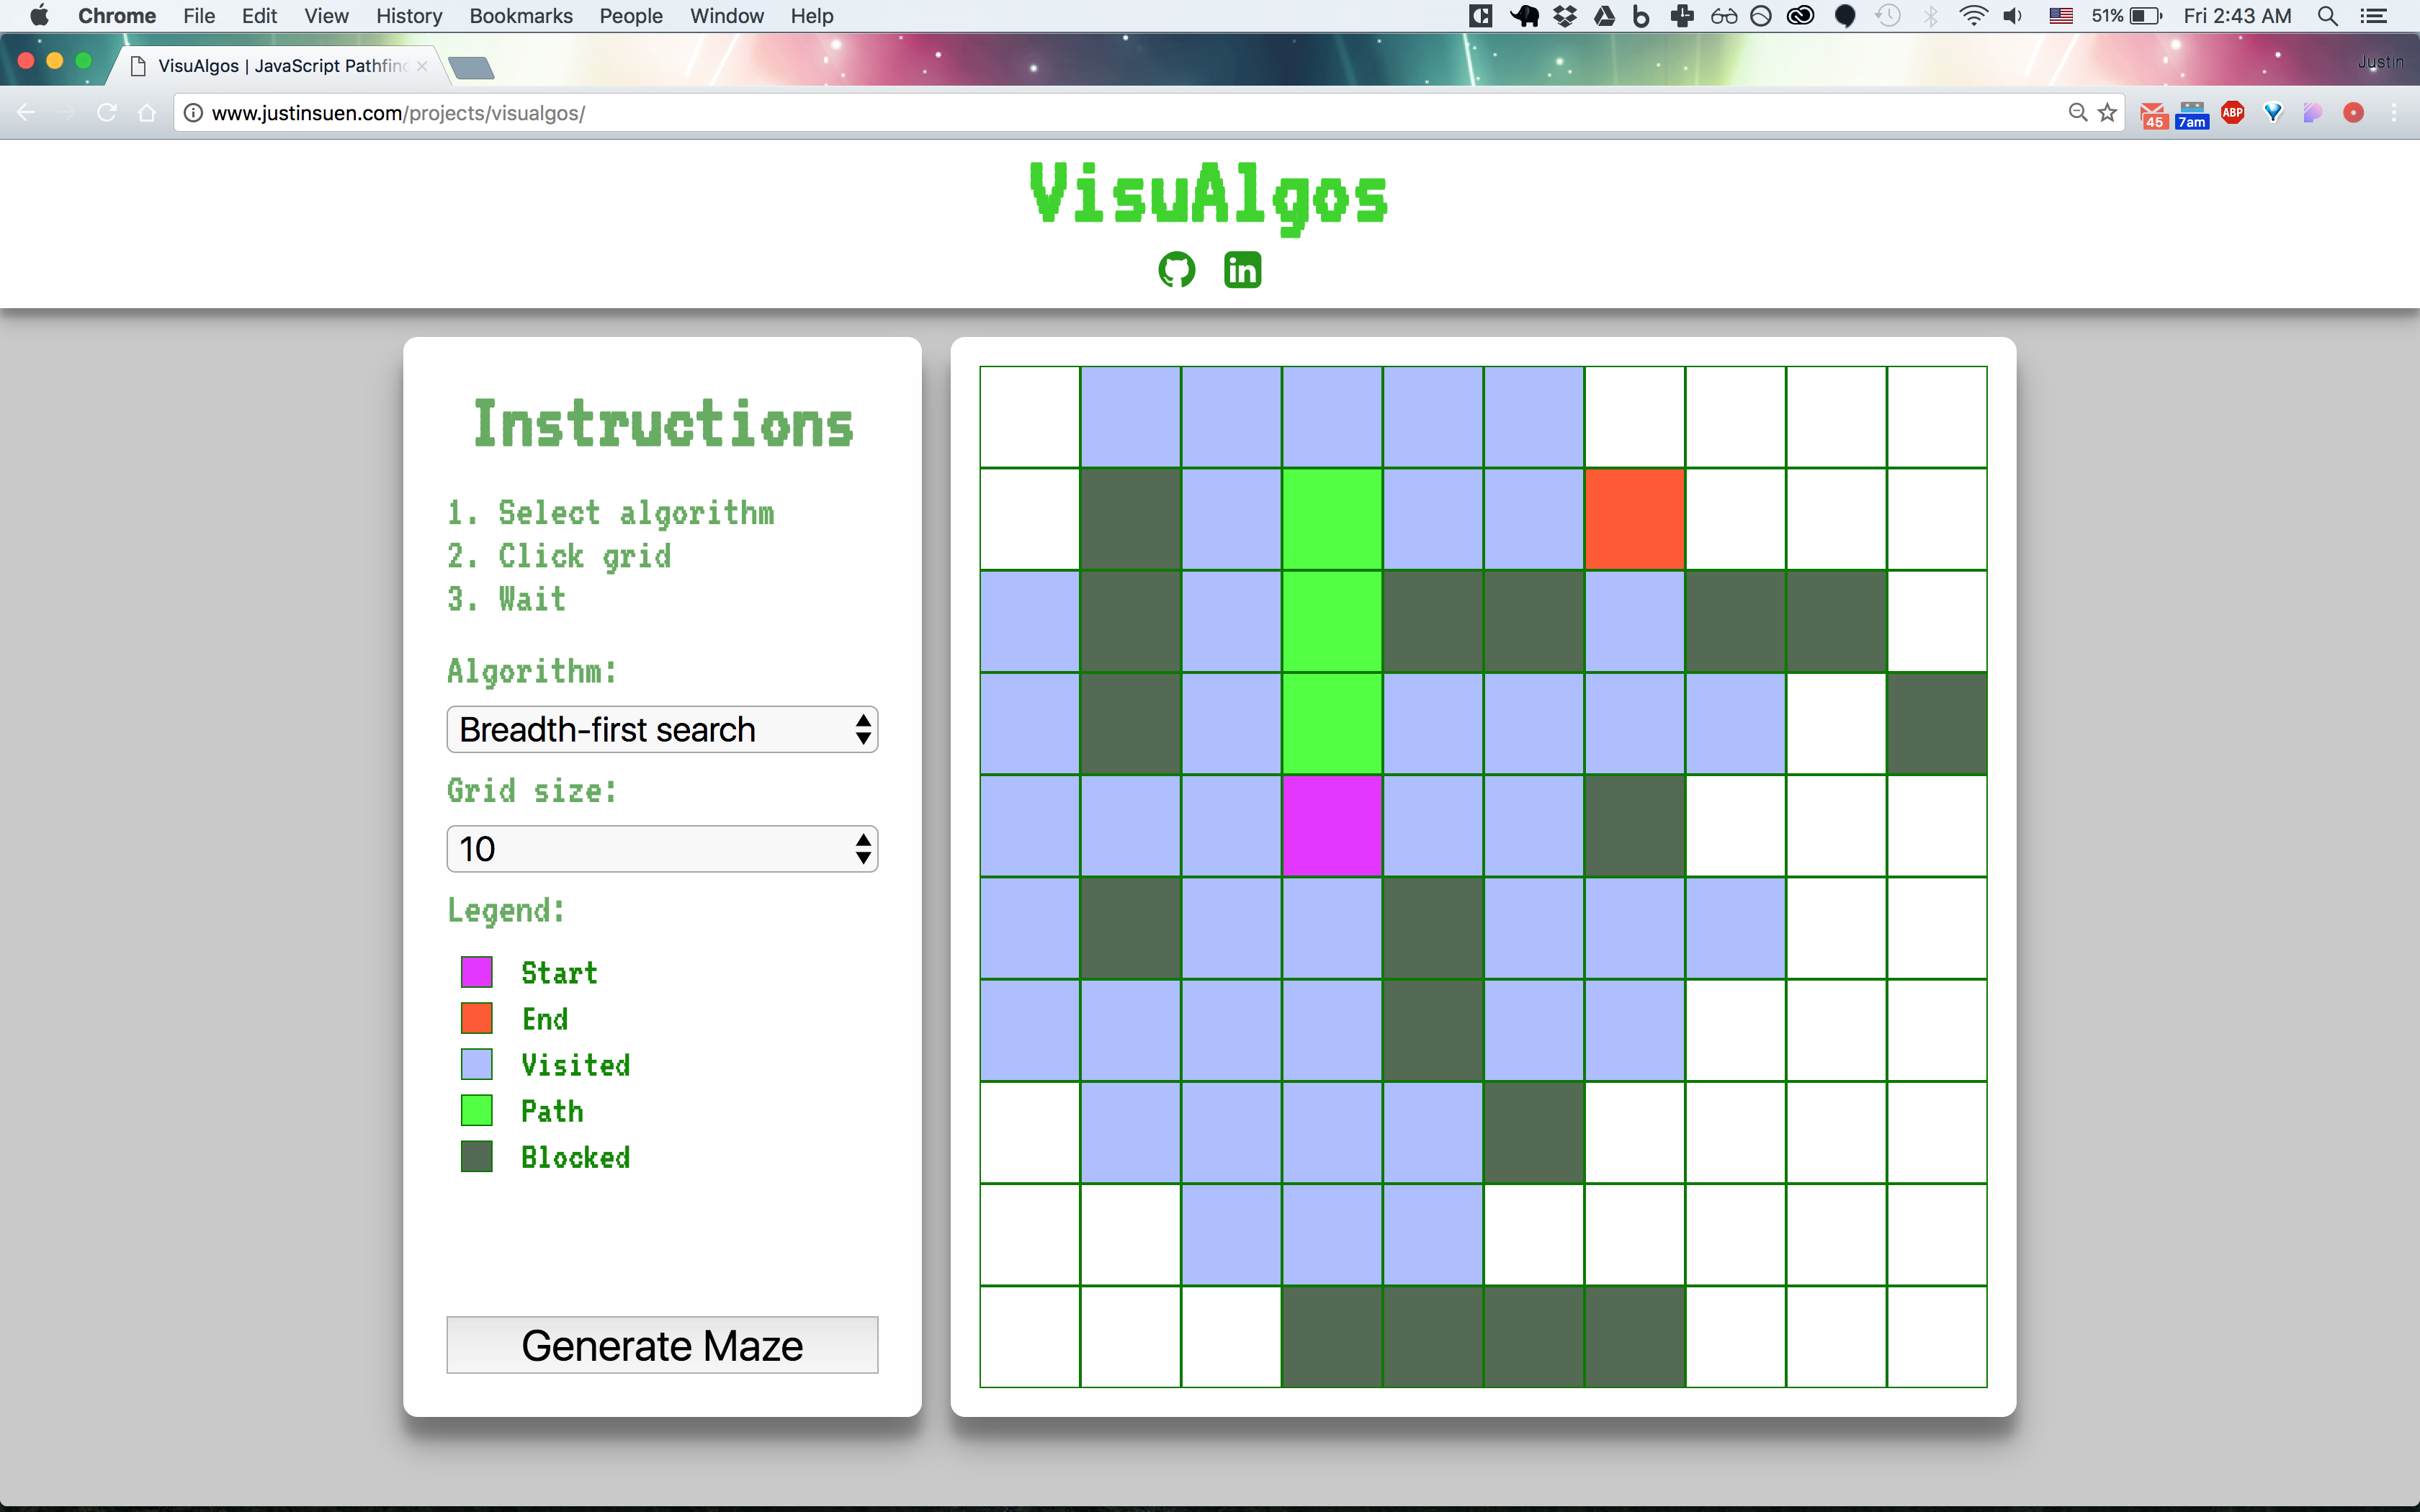 Chrome File Edit View History Bookmarks People Window Help 51% Fri 2:43 AM
VisuAlgos | JavaScript Pathfin
Justin
www.justinsuen.com/projects/visualgos/
45 7am ABP
VisuAlgos
in
Instructions
1. Select algorithm
2. Click grid
3. Wait
Algorithm:
Breadth-first search
Grid size:
10
Legend:
Start
End
Visited
Path
Blocked
Generate Maze